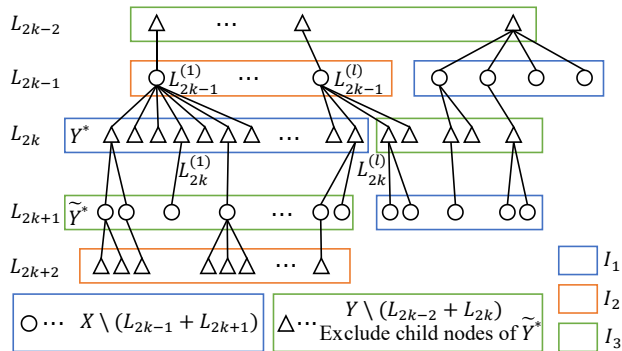 L_{2k-2} ...
L_{2k-1} L_{2k-1}^{(1)} ... L_{2k-1}^{(l)}
L_{2k} Y^* ...
L_{2k}^{(1)} L_{2k}^{(l)}
L_{2k+1} \widetilde{Y}^* ...
L_{2k+2} ...
I_1
I_2
I_3
... X \ (L_{2k-1} + L_{2k+1})
... Y \ (L_{2k-2} + L_{2k})
Exclude child nodes of \widetilde{Y}^*